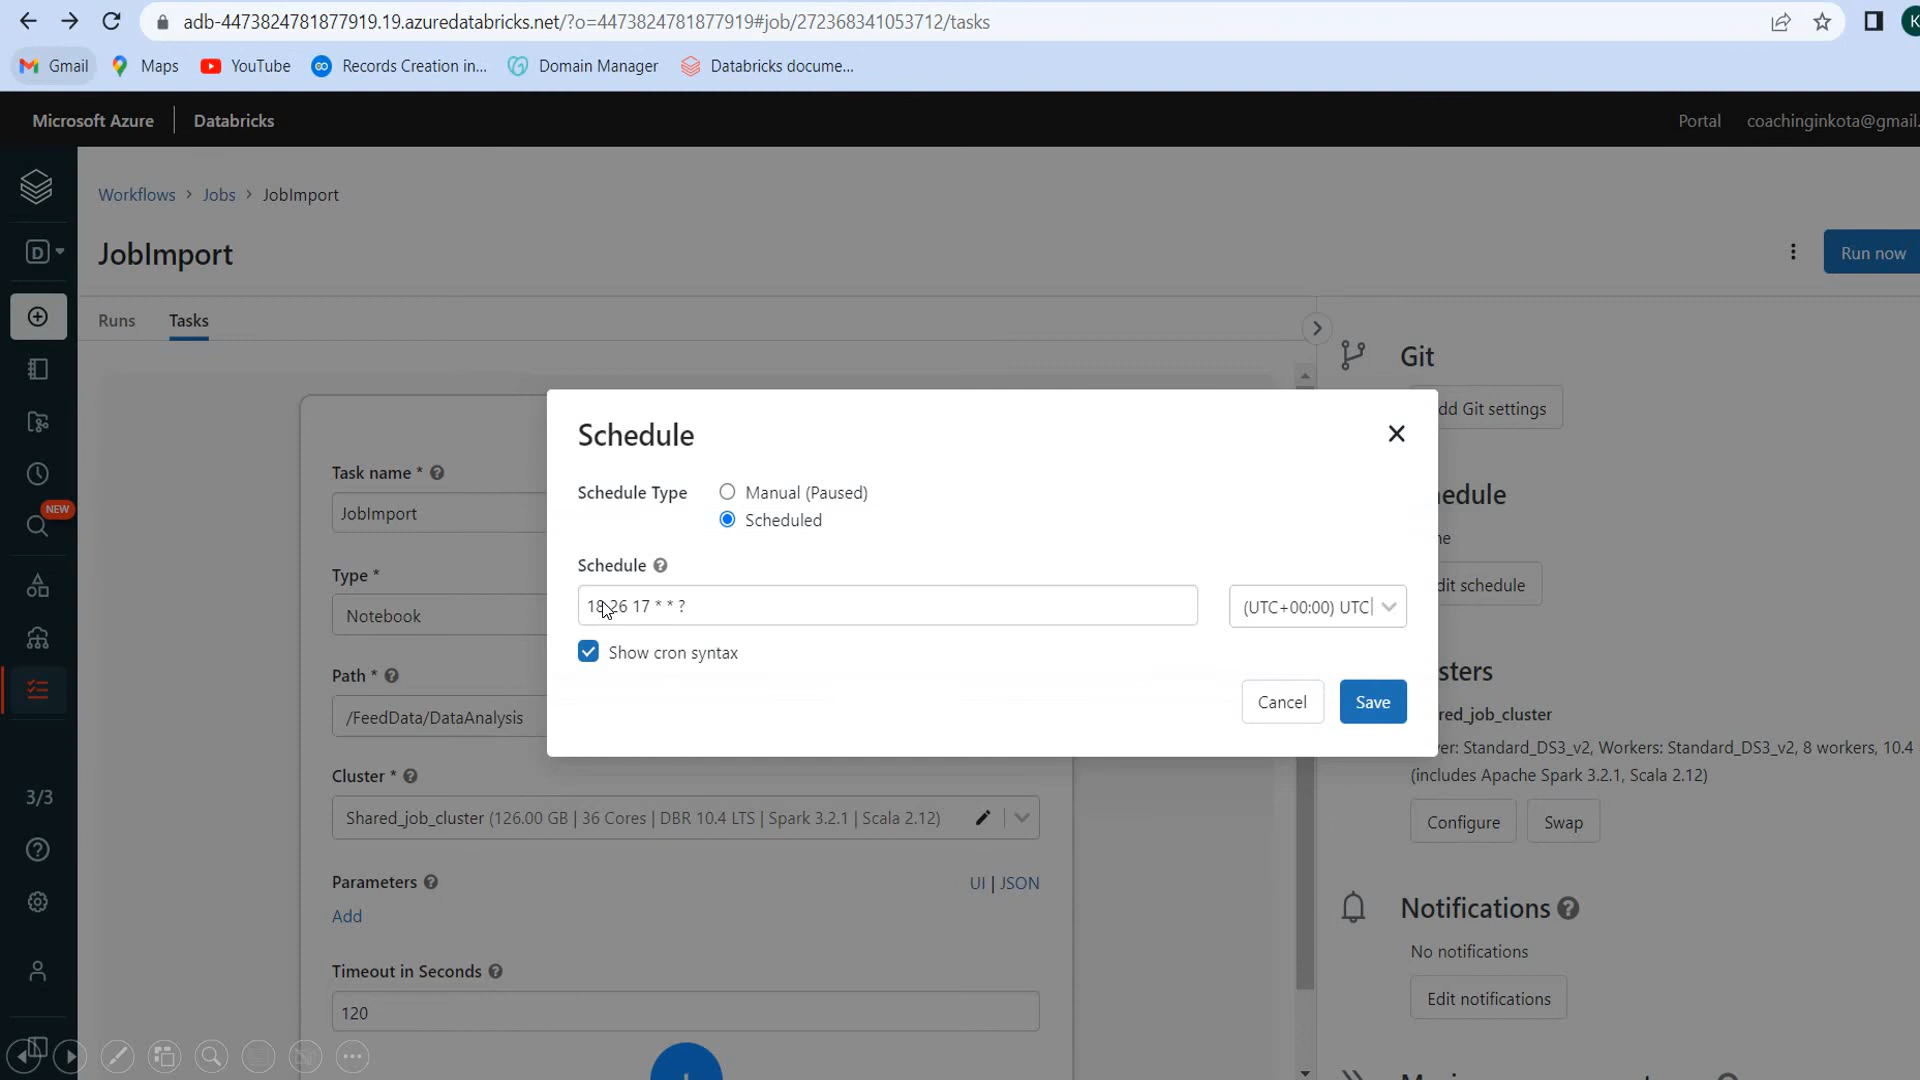 adb-4473824781877919.19.azuredatabricks.net/?o=4473824781877919#job/272368341053712/tasks
K
Gmail Maps YouTube Records Creation in... Domain Manager Databricks docume...
Microsoft Azure Databricks Portal coachinginkota@gmail.
Workflows > Jobs > JobImport
D
JobImport
Run now
Runs Tasks
Git
dd Git settings
Schedule
Task name *
Schedule Type Manual (Paused)
Scheduled
edule
JobImport
NEW
ne
Schedule
Type *
dit schedule
18 26 17 * * ? (UTC+00:00) UTC
Notebook
Show cron syntax
Path *
sters
Cancel Save
/FeedData/DataAnalysis
red_job_cluster
ver: Standard_DS3_v2, Workers: Standard_DS3_v2, 8 workers, 10.4
(includes Apache Spark 3.2.1, Scala 2.12)
Cluster *
3/3
Shared_job_cluster (126.00 GB | 36 Cores | DBR 10.4 LTS | Spark 3.2.1 | Scala 2.12)
Configure Swap
Parameters UI | JSON
Add
Notifications
No notifications
Timeout in Seconds
Edit notifications
120